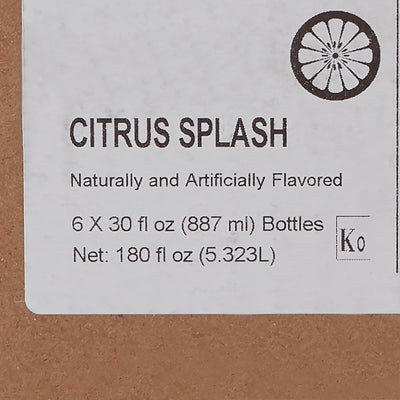 CITRUS SPLASH
Naturally and Artificially Flavored
6 X 30 fl oz (887 ml) Bottles
Net: 180 fl oz (5.323L)
Ko